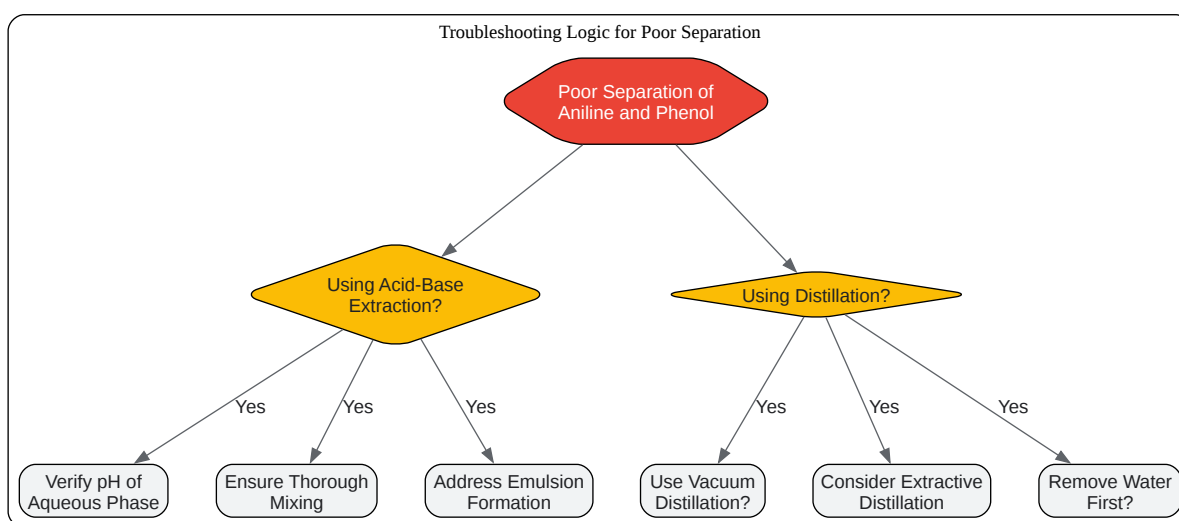 Troubleshooting Logic for Poor Separation
Poor Separation of
Aniline and Phenol
Using Acid-Base
Extraction?
Using Distillation?
Yes
Yes
Yes
Yes
Yes
Yes
Verify pH of
Aqueous Phase
Ensure Thorough
Mixing
Address Emulsion
Formation
Use Vacuum
Distillation?
Consider Extractive
Distillation
Remove Water
First?